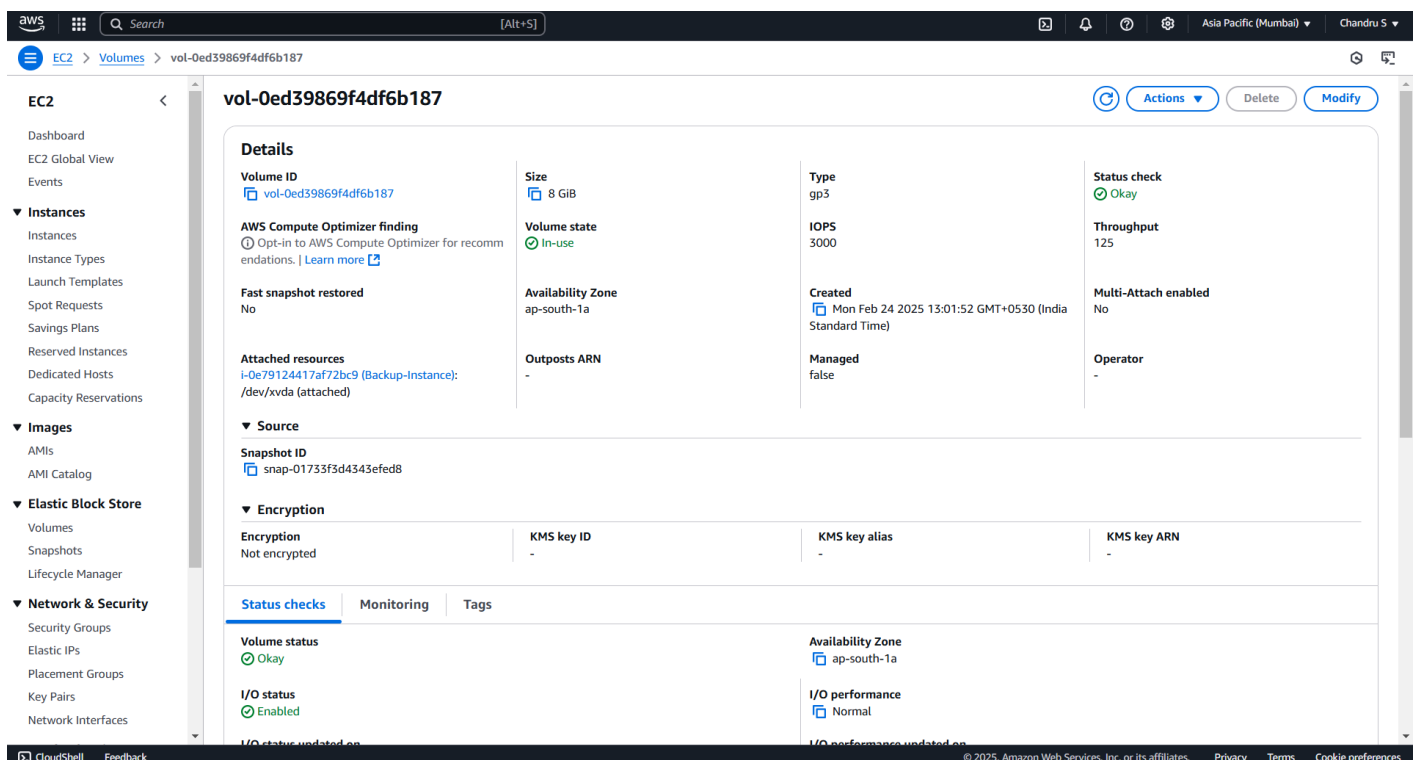 aws
Search
[Alt+S]
Asia Pacific (Mumbai)
Chandru S
EC2 > Volumes > vol-0ed39869f4df6b187
EC2
Dashboard
EC2 Global View
Events
Instances
Instances
Instance Types
Launch Templates
Spot Requests
Savings Plans
Reserved Instances
Dedicated Hosts
Capacity Reservations
Images
AMIs
AMI Catalog
Elastic Block Store
Volumes
Snapshots
Lifecycle Manager
Network & Security
Security Groups
Elastic IPs
Placement Groups
Key Pairs
Network Interfaces
vol-0ed39869f4df6b187
Actions
Delete
Modify
Details
Volume ID
vol-0ed39869f4df6b187
Size
8 GiB
Type
gp3
Status check
Okay
AWS Compute Optimizer finding
Opt-in to AWS Compute Optimizer for recomm
endations. | Learn more
Volume state
In-use
IOPS
3000
Throughput
125
Fast snapshot restored
No
Availability Zone
ap-south-1a
Created
Mon Feb 24 2025 13:01:52 GMT+0530 (India
Standard Time)
Multi-Attach enabled
No
Attached resources
i-0e79124417af72bc9 (Backup-Instance):
/dev/xvda (attached)
Outposts ARN
-
Managed
false
Operator
-
Source
Snapshot ID
snap-01733f3d4343efed8
Encryption
Encryption
Not encrypted
KMS key ID
-
KMS key alias
-
KMS key ARN
-
Status checks
Monitoring
Tags
Volume status
Okay
Availability Zone
ap-south-1a
I/O status
Enabled
I/O performance
Normal
I/O status updated on
I/O performance updated on
CloudShell
Feedback
© 2025, Amazon Web Services, Inc. or its affiliates.
Privacy
Terms
Cookie preferences